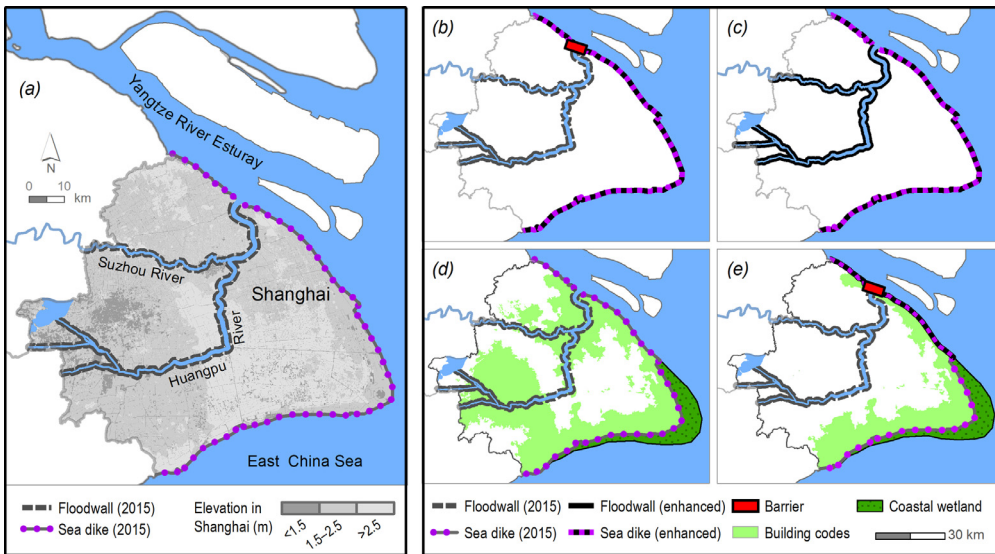 (a)
Yangtze River Esturay
N
0 10
km
Suzhou River
Shanghai
River
Huangpu
East China Sea
Floodwall (2015)
Sea dike (2015)
Elevation in
Shanghai (m)
<1.5
1.5–2.5
>2.5
(b)
(c)
(d)
(e)
Floodwall (2015)
Floodwall (enhanced)
Barrier
Coastal wetland
Sea dike (2015)
Sea dike (enhanced)
Building codes
30 km